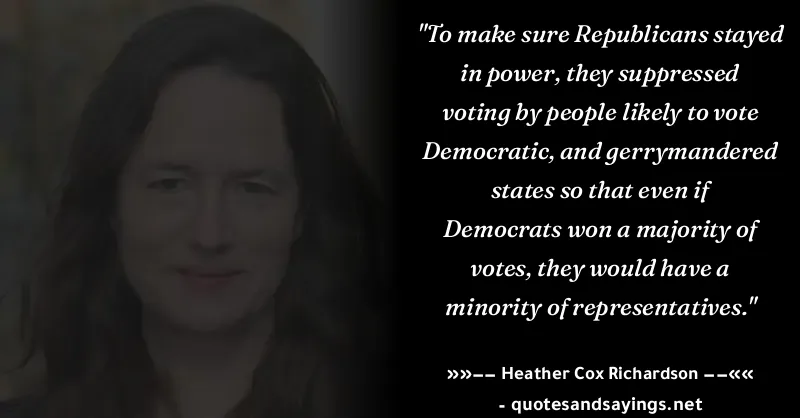 "To make sure Republicans stayed
in power, they suppressed
voting by people likely to vote
Democratic, and gerrymandered
states so that even if
Democrats won a majority of
votes, they would have a
minority of representatives."
»»−− Heather Cox Richardson −−««
- quotesandsayings.net